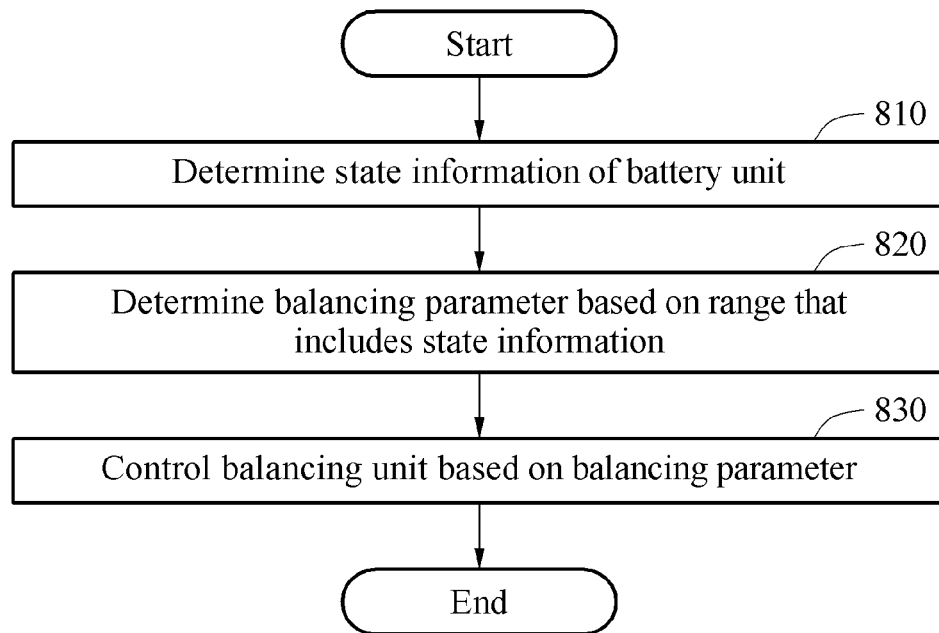 Start
810
Determine state information of battery unit
820
Determine balancing parameter based on range that
includes state information
830
Control balancing unit based on balancing parameter
End